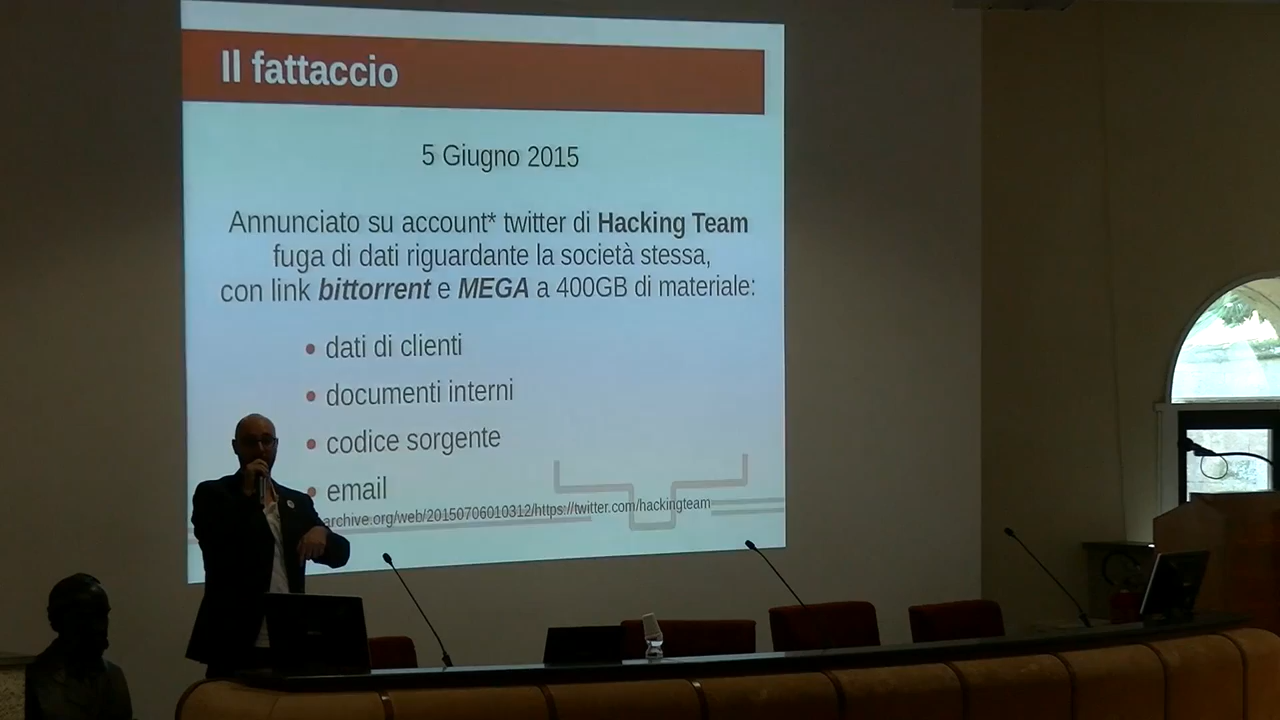 Il fattaccio
5 Giugno 2015
Annunciato su account* twitter di Hacking Team
fuga di dati riguardante la società stessa,
con link bittorrent e MEGA a 400GB di materiale:
• dati di clienti
• documenti interni
• codice sorgente
• email
archive.org/web/20150706010312/https://twitter.com/hackingteam